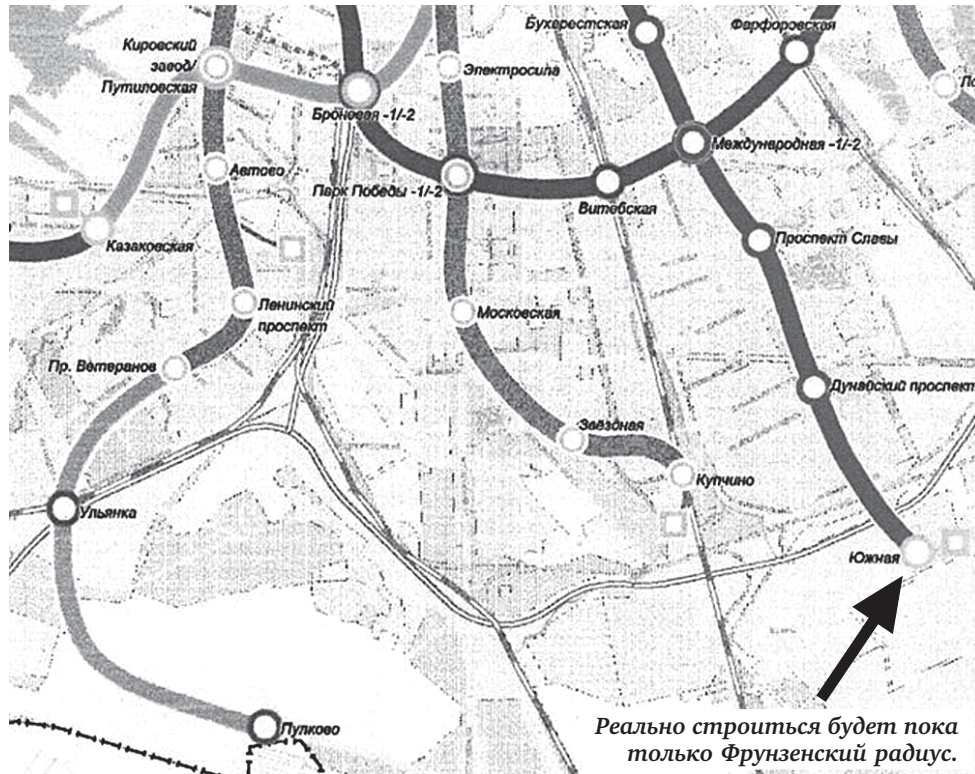 Бухарестская
Фарфоровская
Кировский
завод/
Путиловская
Электросила
По
Броневая -1/-2
Международная -1/-2
Автово
Парк Победы -1/-2
Витебская
Казаковская
Проспект Славы
Ленинский
проспект
Московская
Пр. Ветеранов
Дунайский проспект
Звёздная
Купчино
Ульянка
Южная
Пулково
Реально строиться будет пока
только Фрунзенский радиус.